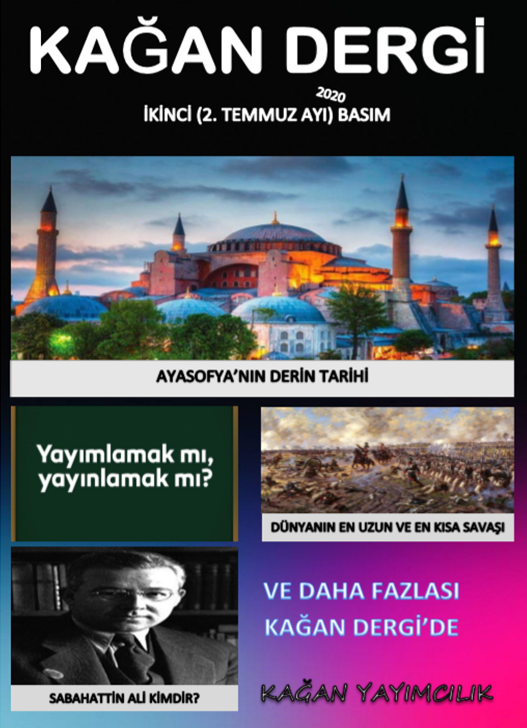 KAĞAN DERGİ
2020
İKİNCİ (2. TEMMUZ AYI) BASIM
AYASOFYA'NIN DERİN TARİHİ
Yayımlamak mı,
yayınlamak mı?
DÜNYANIN EN UZUN VE EN KISA SAVAŞI
SABAHATTİN ALİ KİMDİR?
VE DAHA FAZLASI
KAĞAN DERGİ'DE
KAĞAN YAYIMCILIK